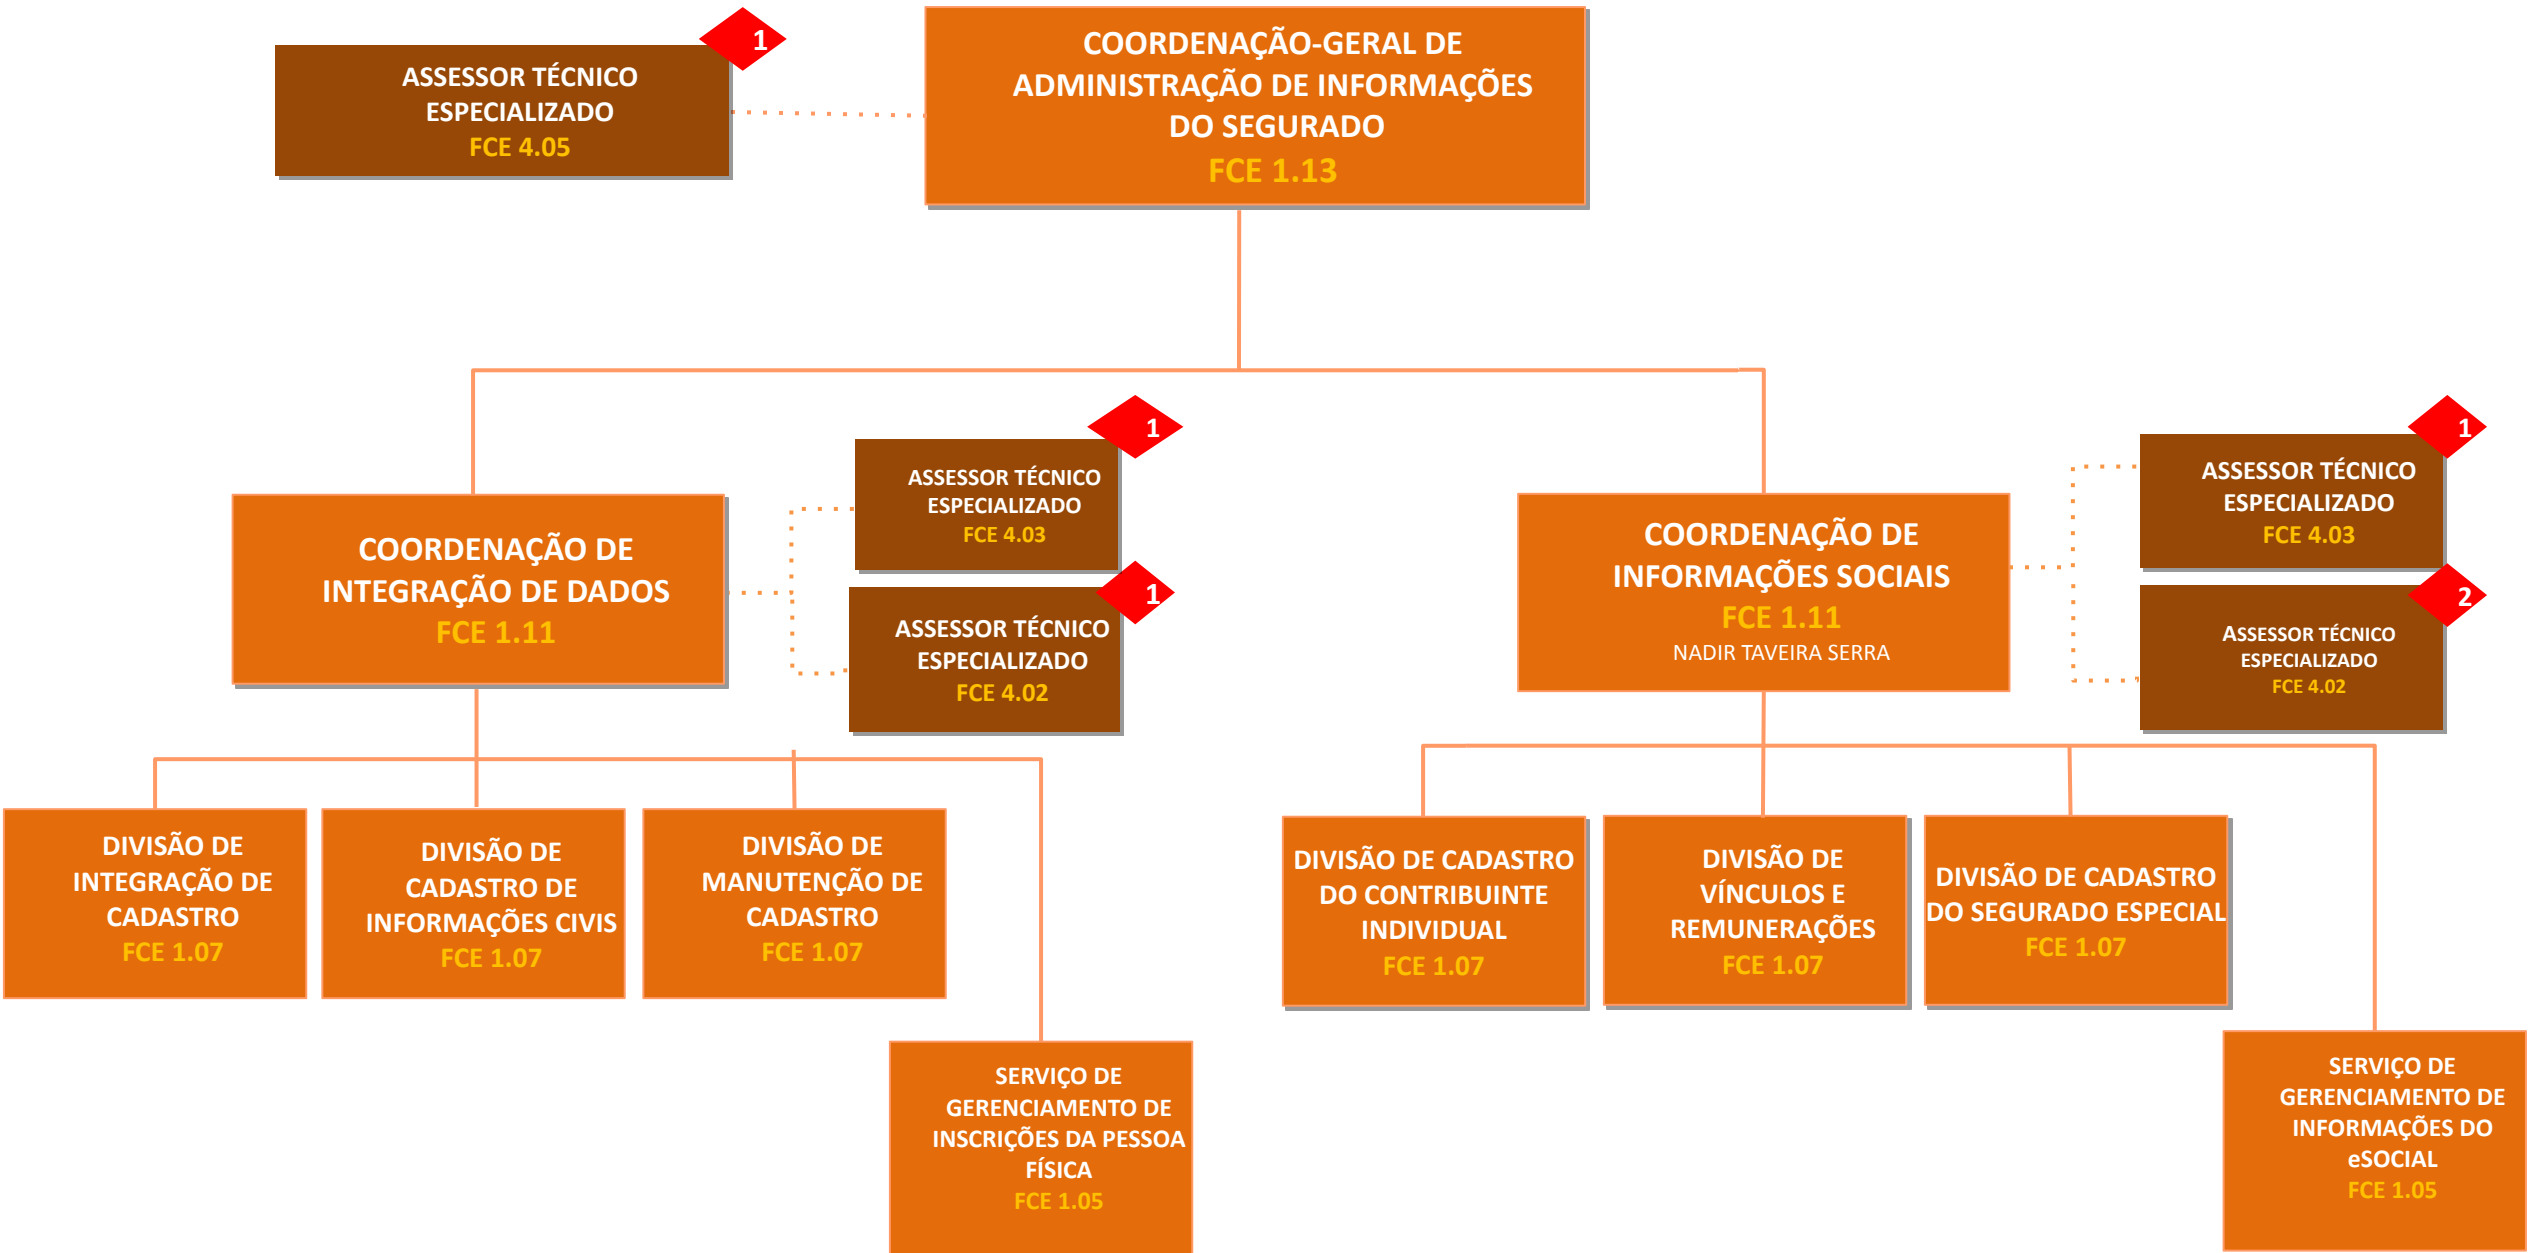 1
ASSESSOR TÉCNICO
ESPECIALIZADO
FCE 4.05
COORDENAÇÃO-GERAL DE
ADMINISTRAÇÃO DE INFORMAÇÕES
DO SEGURADO
FCE 1.13
COORDENAÇÃO DE
INTEGRAÇÃO DE DADOS
FCE 1.11
1
ASSESSOR TÉCNICO
ESPECIALIZADO
FCE 4.03
1
ASSESSOR TÉCNICO
ESPECIALIZADO
FCE 4.02
COORDENAÇÃO DE
INFORMAÇÕES SOCIAIS
FCE 1.11
NADIR TAVEIRA SERRA
1
ASSESSOR TÉCNICO
ESPECIALIZADO
FCE 4.03
2
ASSESSOR TÉCNICO
ESPECIALIZADO
FCE 4.02
DIVISÃO DE
INTEGRAÇÃO DE
CADASTRO
FCE 1.07
DIVISÃO DE
CADASTRO DE
INFORMAÇÕES CIVIS
FCE 1.07
DIVISÃO DE
MANUTENÇÃO DE
CADASTRO
FCE 1.07
SERVIÇO DE
GERENCIAMENTO DE
INSCRIÇÕES DA PESSOA
FÍSICA
FCE 1.05
DIVISÃO DE CADASTRO
DO CONTRIBUINTE
INDIVIDUAL
FCE 1.07
DIVISÃO DE
VÍNCULOS E
REMUNERAÇÕES
FCE 1.07
DIVISÃO DE CADASTRO
DO SEGURADO ESPECIAL
FCE 1.07
SERVIÇO DE
GERENCIAMENTO DE
INFORMAÇÕES DO
eSOCIAL
FCE 1.05